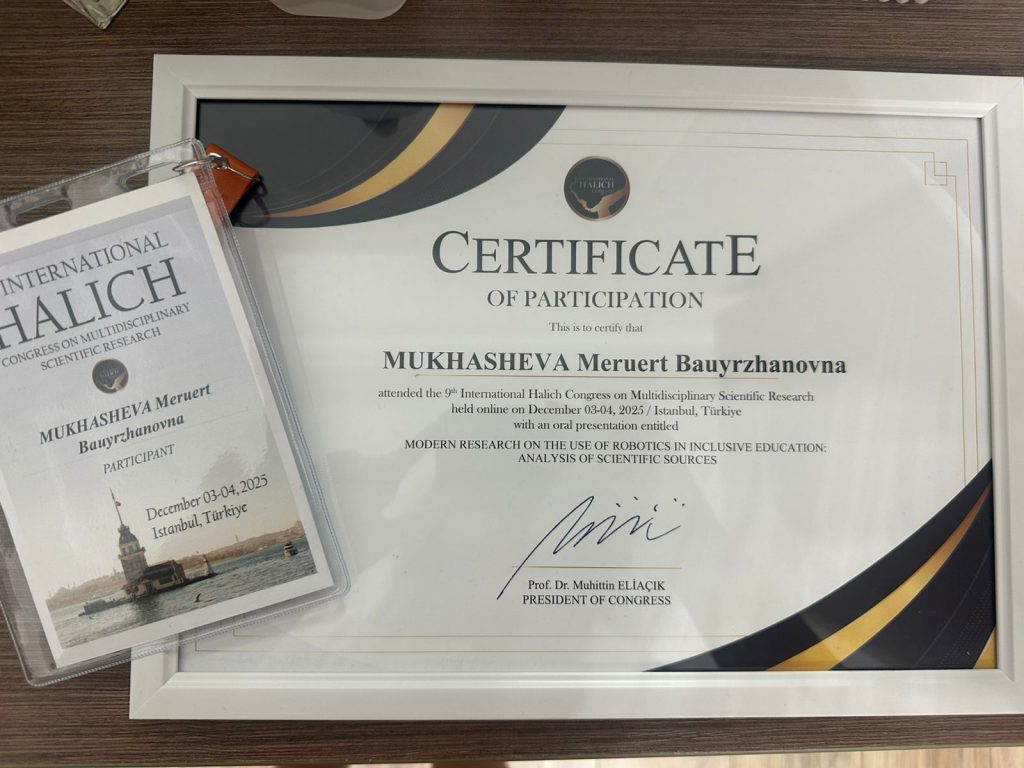 INTERNATIONAL
HALICH
CONGRESS ON MULTIDISCIPLINARY
SCIENTIFIC RESEARCH
MUKHASHEVA Meruert
Bauyrzhanovna
PARTICIPANT
December 03-04, 2025
Istanbul, Türkiye
INTERNATIONAL
HALICH
CERTIFICATE
OF PARTICIPATION
This is to certify that
MUKHASHEVA Meruert Bauyrzhanovna
attended the 9th International Halich Congress on Multidisciplinary Scientific Research
held online on December 03-04, 2025 / Istanbul, Türkiye
with an oral presentation entitled
MODERN RESEARCH ON THE USE OF ROBOTICS IN INCLUSIVE EDUCATION:
ANALYSIS OF SCIENTIFIC SOURCES
Prof. Dr. Muhittin ELİAÇIK
PRESIDENT OF CONGRESS